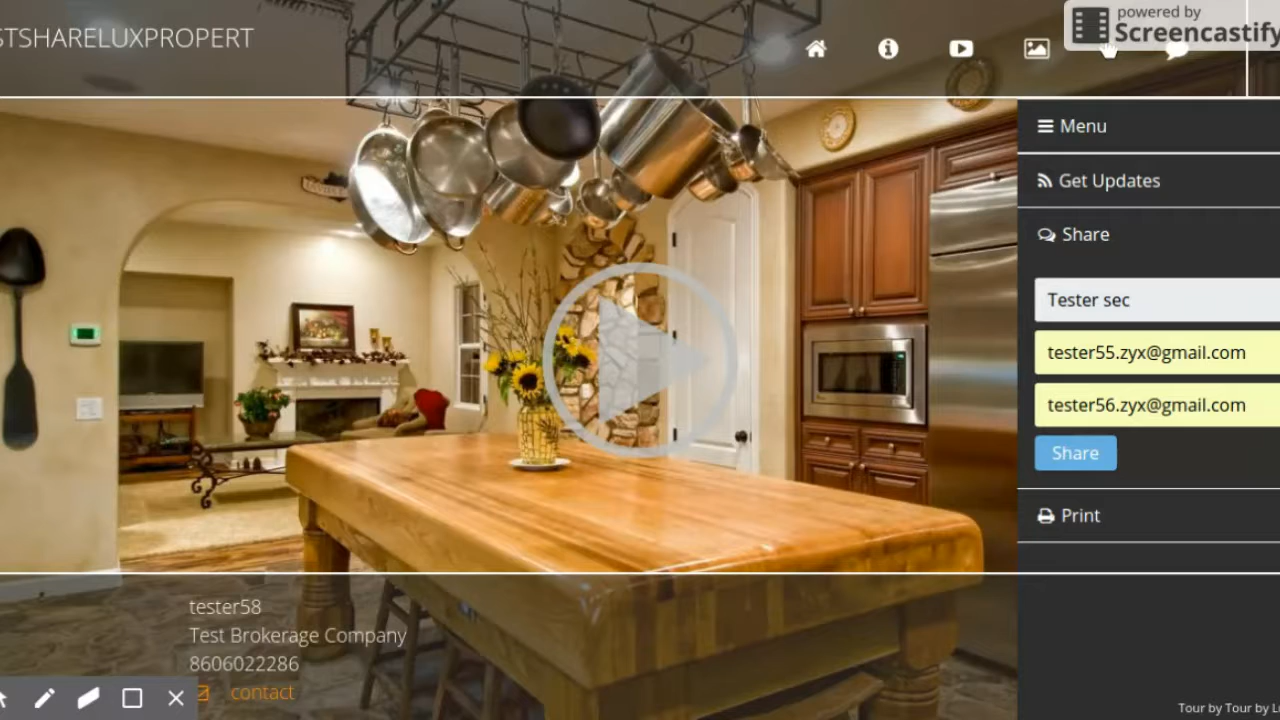 STSHARELUXPROPERT
powered by
Screencastify
Menu
Get Updates
Share
Tester sec
tester55.zyx@gmail.com
tester56.zyx@gmail.com
Share
Print
tester58
Test Brokerage Company
8606022286
contact
Tour by Tour by L